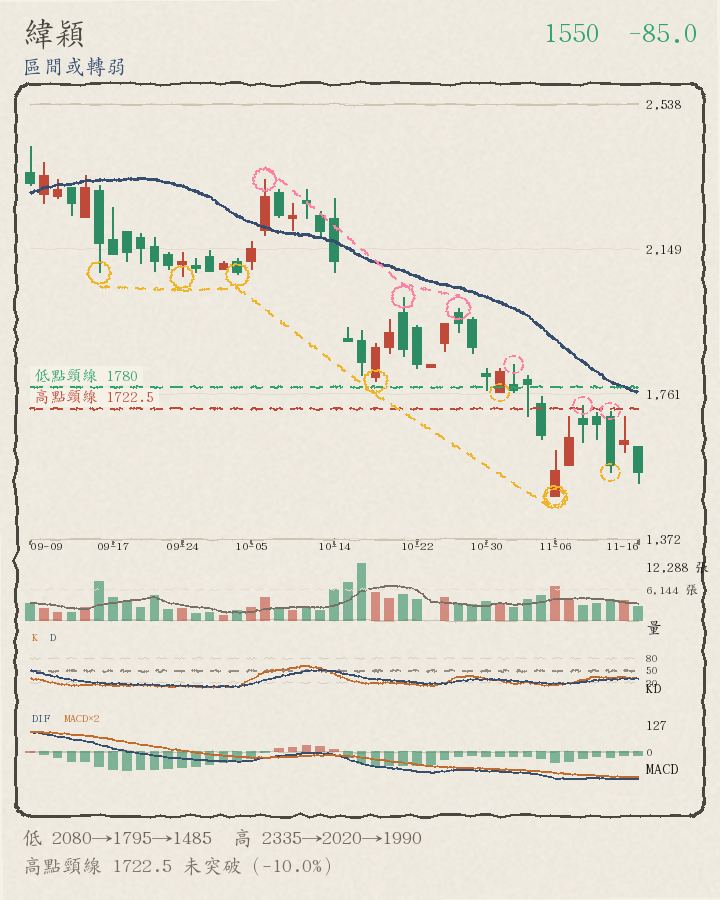 緯穎
1550 -85.0
區間或轉弱
2,538
2,149
低點頸線 1780
1,761
高點頸線 1722.5
1,372
09-09 09-17 09-24 10-05 10-14 10-22 10-30 11-06 11-16
12,288 張
6,144 張
量
K D
80
50
20
KD
DIF MACD×2
127
0
MACD
低 2080→1795→1485 高 2335→2020→1990
高點頸線 1722.5 未突破 (-10.0%)